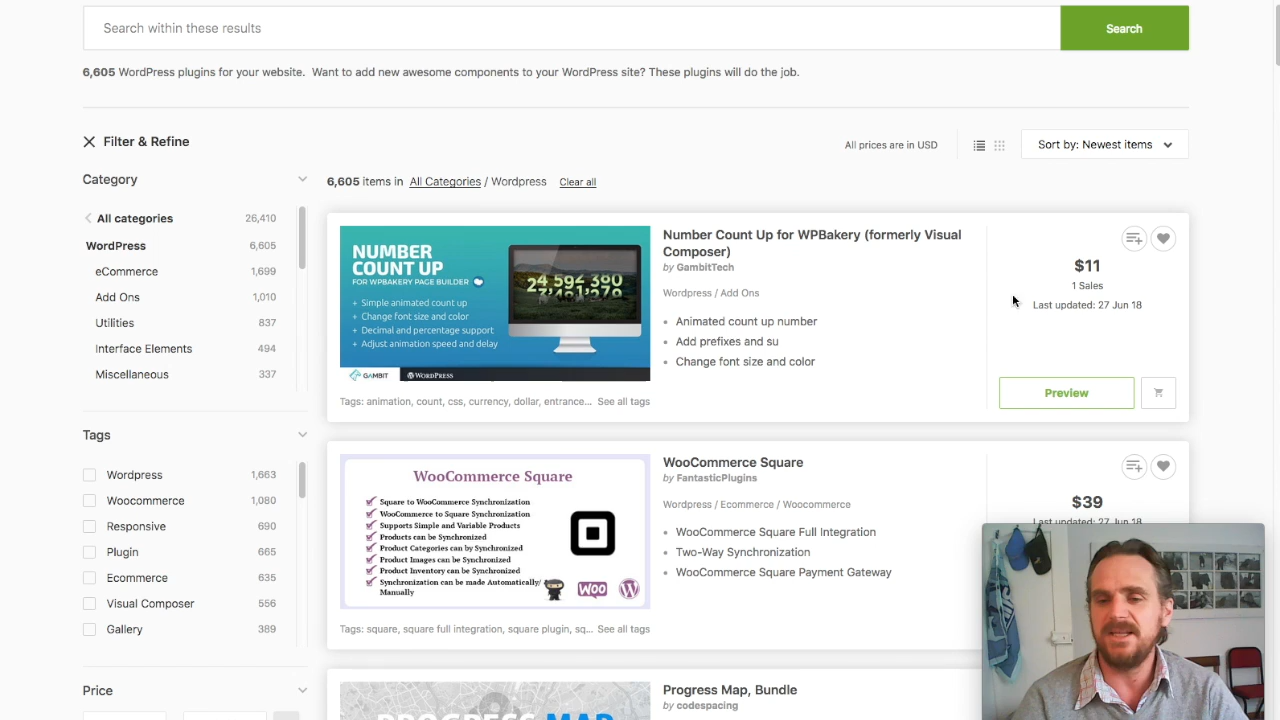 Search within these results
Search
6,605 WordPress plugins for your website.  Want to add new awesome components to your WordPress site? These plugins will do the job.
Filter & Refine
All prices are in USD
Sort by: Newest items
Category
6,605 items in All Categories / Wordpress Clear all
All categories 26,410
WordPress 6,605
eCommerce 1,699
Add Ons 1,010
Utilities 837
Interface Elements 494
Miscellaneous 337
Tags
Wordpress 1,663
Woocommerce 1,080
Responsive 690
Plugin 665
Ecommerce 635
Visual Composer 556
Gallery 389
Price
NUMBER
COUNT UP
FOR WPBAKERY PAGE BUILDER
+ Simple animated count up
+ Change font size and color
+ Decimal and percentage support
+ Adjust animation speed and delay
GAMBIT
WORDPRESS
Tags: animation, count, css, currency, dollar, entrance... See all tags
Number Count Up for WPBakery (formerly Visual
Composer)
by GambitTech
Wordpress / Add Ons
Animated count up number
Add prefixes and su
Change font size and color
$11
1 Sales
Last updated: 27 Jun 18
Preview
WooCommerce Square
Square to WooCommerce Synchronization
WooCommerce to Square Synchronization
Supports Simple and Variable Products
Products can be Synchronized
Product Categories can by Synchronized
Product Images can be Synchronized
Product Inventory can be Synchronized
Synchronization can be made Automatically/
Manually
WOO
Tags: square, square full integration, square plugin, sq... See all tags
WooCommerce Square
by FantasticPlugins
Wordpress / Ecommerce / Woocommerce
WooCommerce Square Full Integration
Two-Way Synchronization
WooCommerce Square Payment Gateway
$39
Last updated: 27 Jun 18
PROGRESS MAP
Progress Map, Bundle
by codespacing